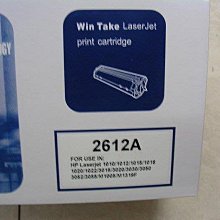 OGY
Win Take LaserJet
print cartridge
2612A
FOR USE IN:
HP Laserjet 1010/1012/1015/1018
1020/1022/3015/3020/3030/3050
3052/3055/M1005/M1319F